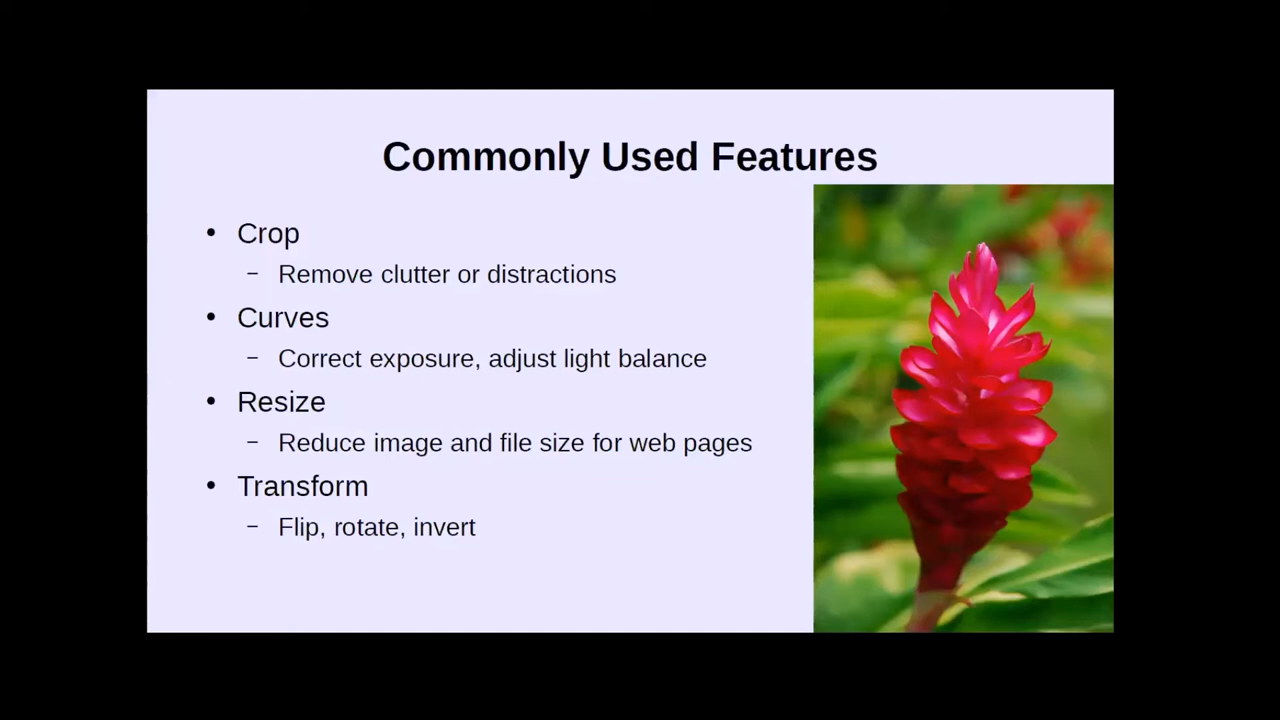 Commonly Used Features
• Crop
– Remove clutter or distractions
• Curves
– Correct exposure, adjust light balance
• Resize
– Reduce image and file size for web pages
• Transform
– Flip, rotate, invert